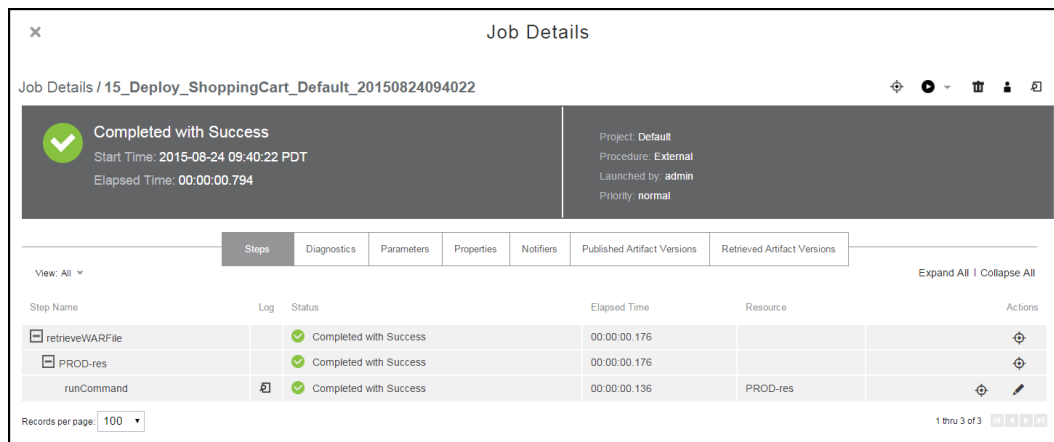 Job Details
Job Details / 15_Deploy_ShoppingCart_Default_20150824094022
Completed with Success
Start Time: 2015-08-24 09:40:22 PDT
Elapsed Time: 00:00:00.794
Project: Default
Procedure: External
Launched by: admin
Priority: normal
Steps Diagnostics Parameters Properties Notifiers Published Artifact Versions Retrieved Artifact Versions
View: All Expand All | Collapse All
Step Name Log Status Elapsed Time Resource Actions
retrieveWARFile Completed with Success 00:00:00.176
PROD-res Completed with Success 00:00:00.176
runCommand Completed with Success 00:00:00.136 PROD-res
Records per page: 100 1 thru 3 of 3